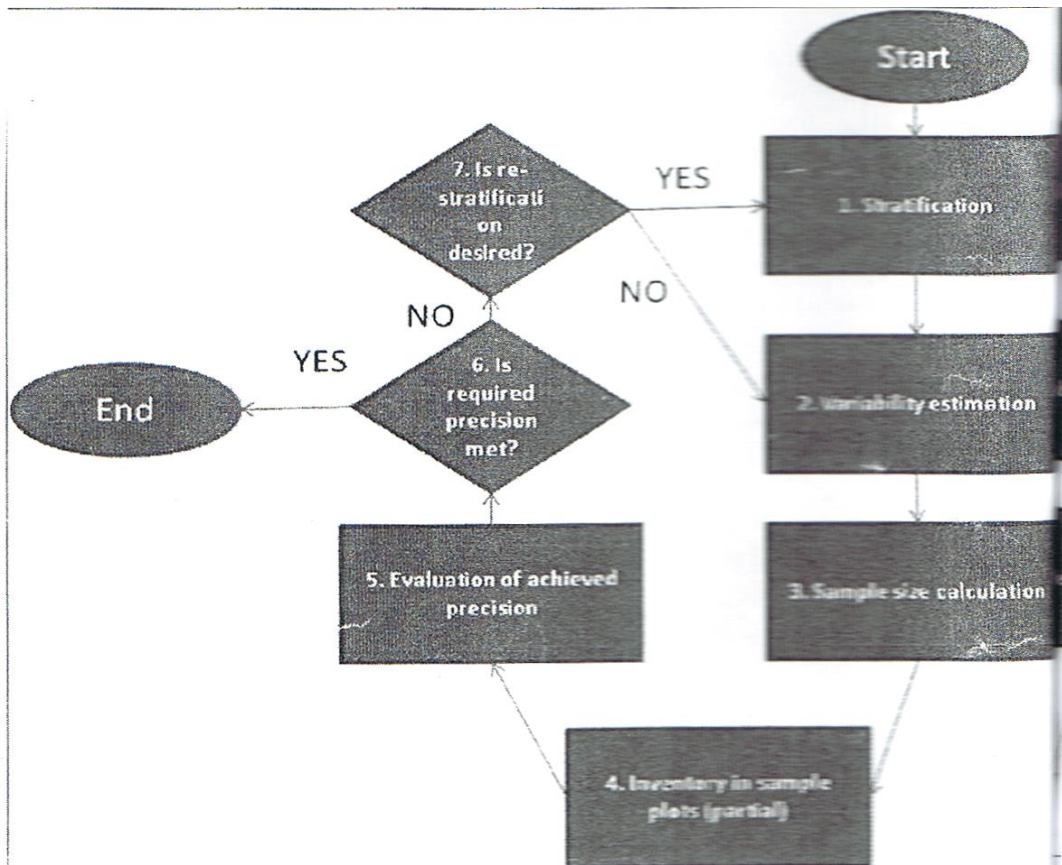 Start
1. Stratification
2. Variability estimation
3. Sample size calculation
4. Inventory in sample
plots (partial)
5. Evaluation of achieved
precision
6. Is
required
precision
met?
YES
End
NO
7. Is re-
stratificati
on
desired?
YES
NO